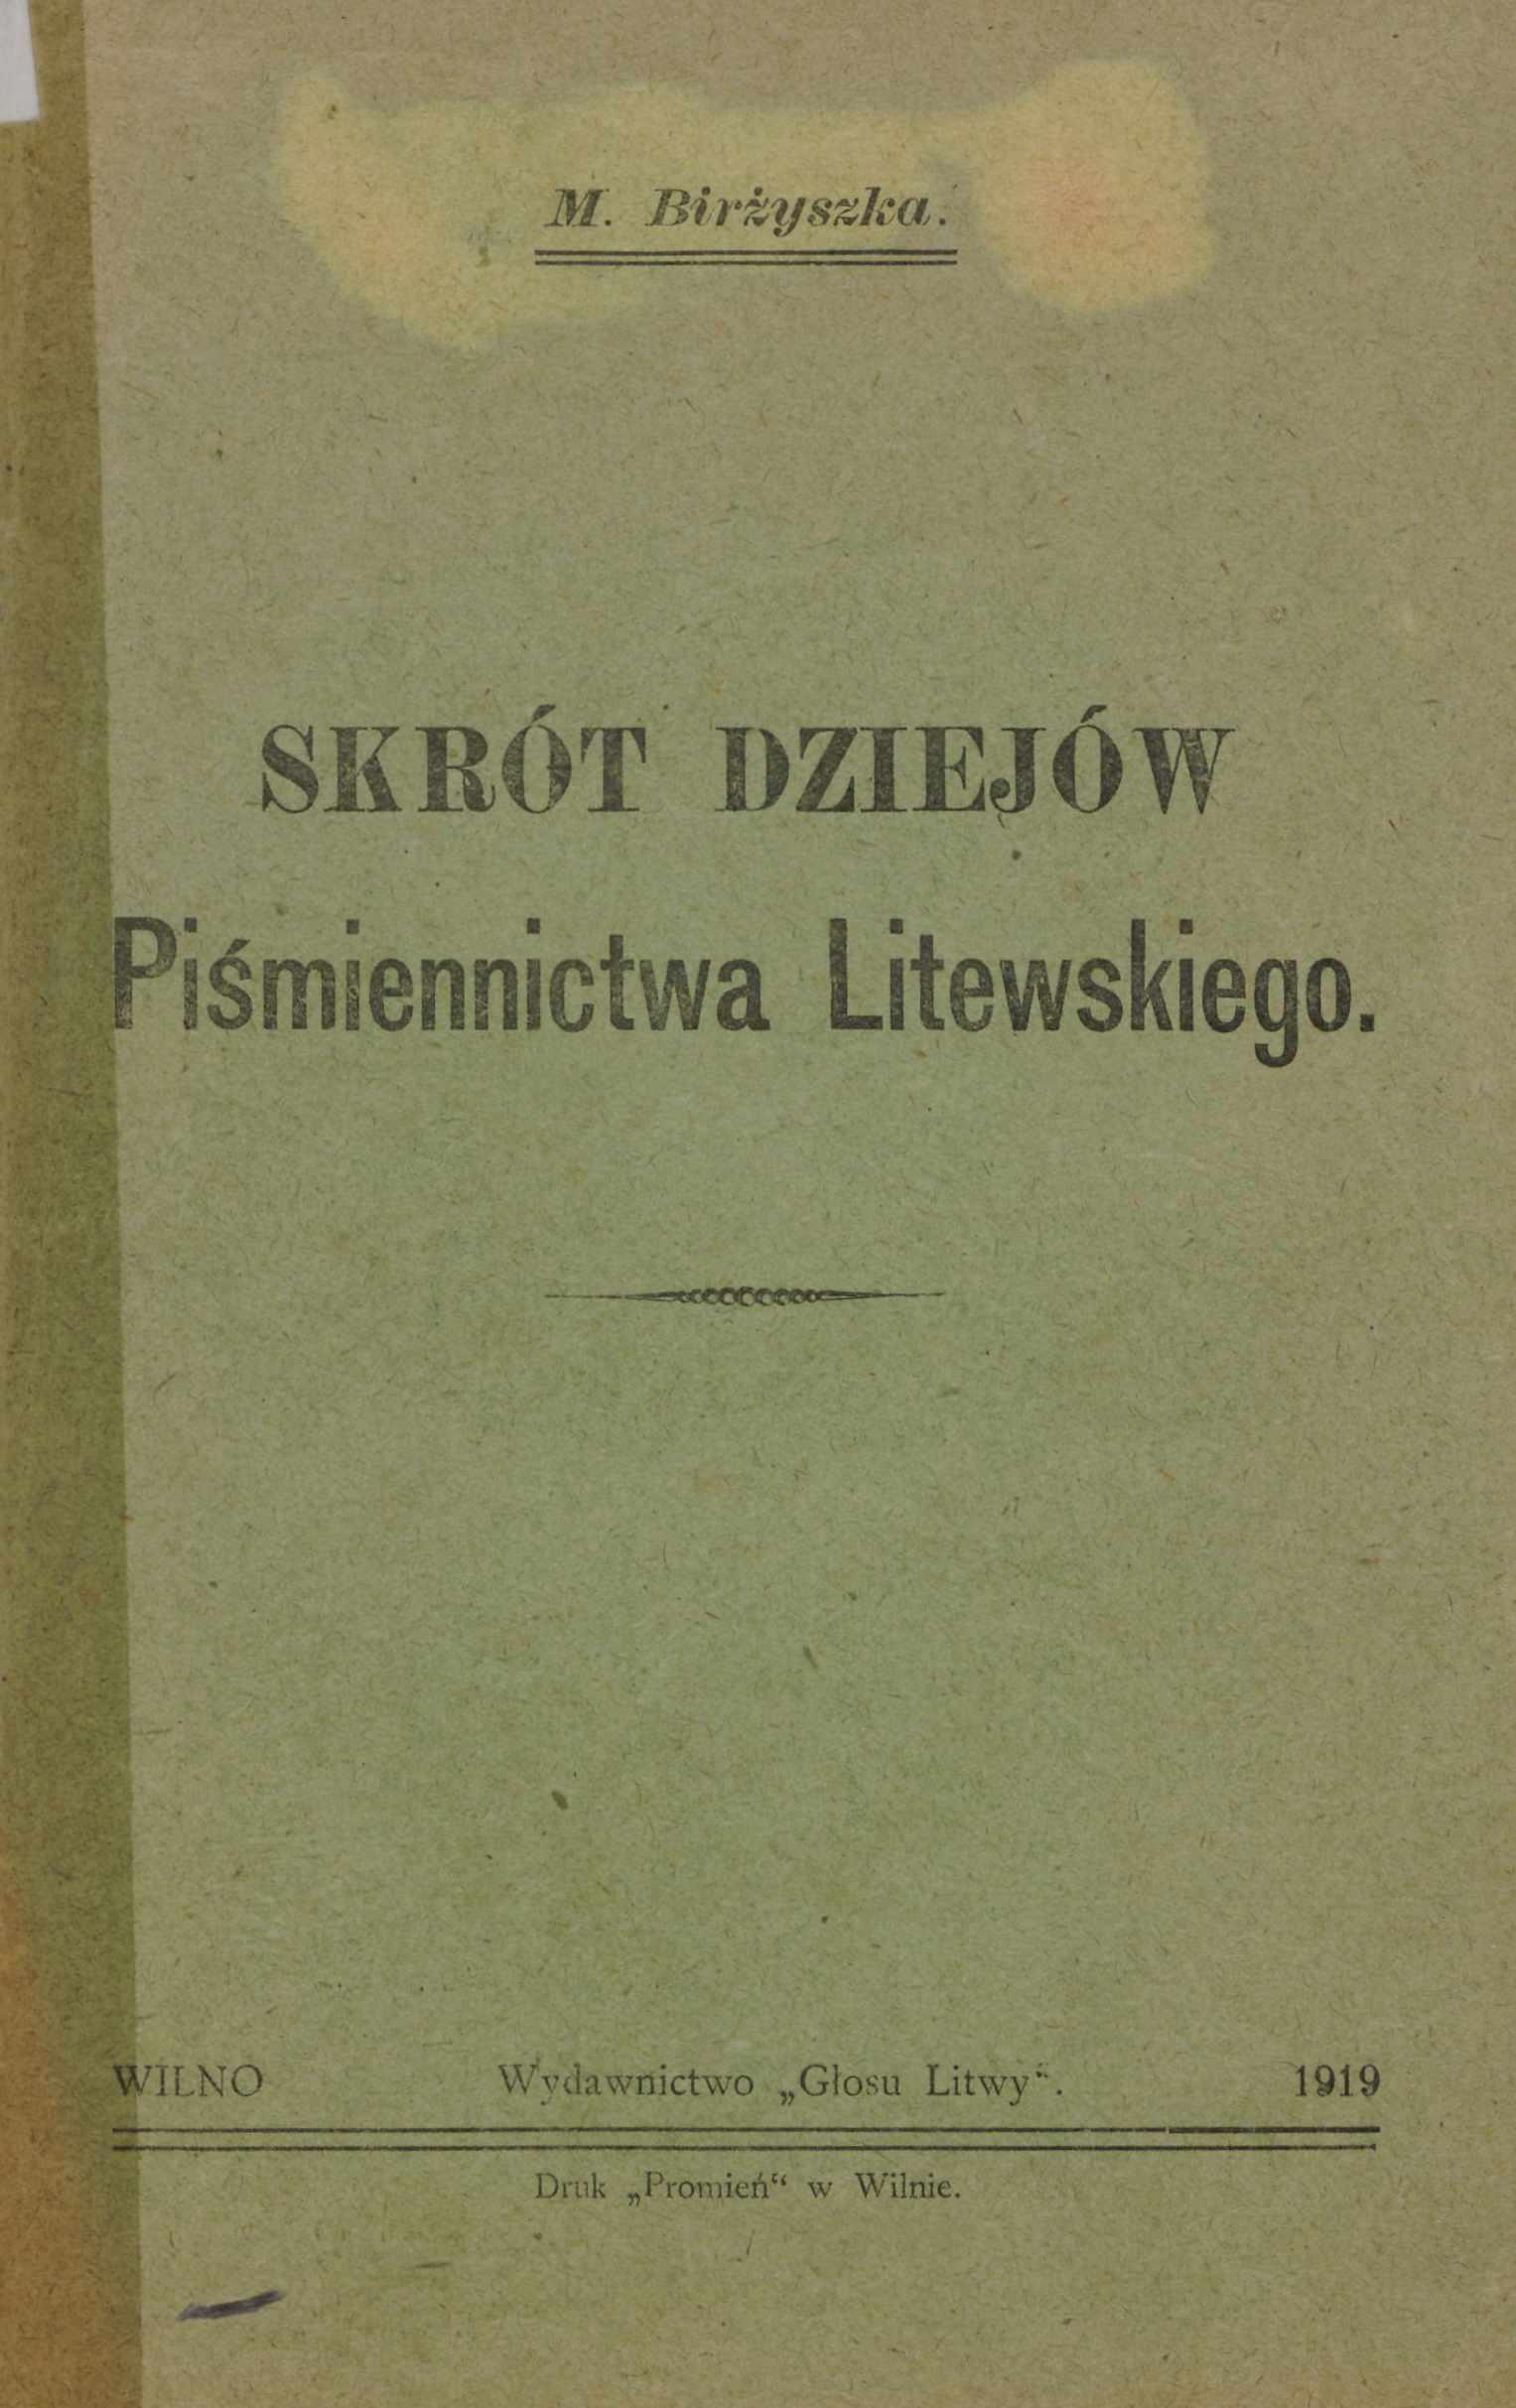 M. Birżyszka.
SKRÓT DZIEJÓW
Piśmiennictwa Litewskiego.
WILNO Wydawnictwo „Głosu Litwy“. 1919
Druk „Promień“ w Wilnie.